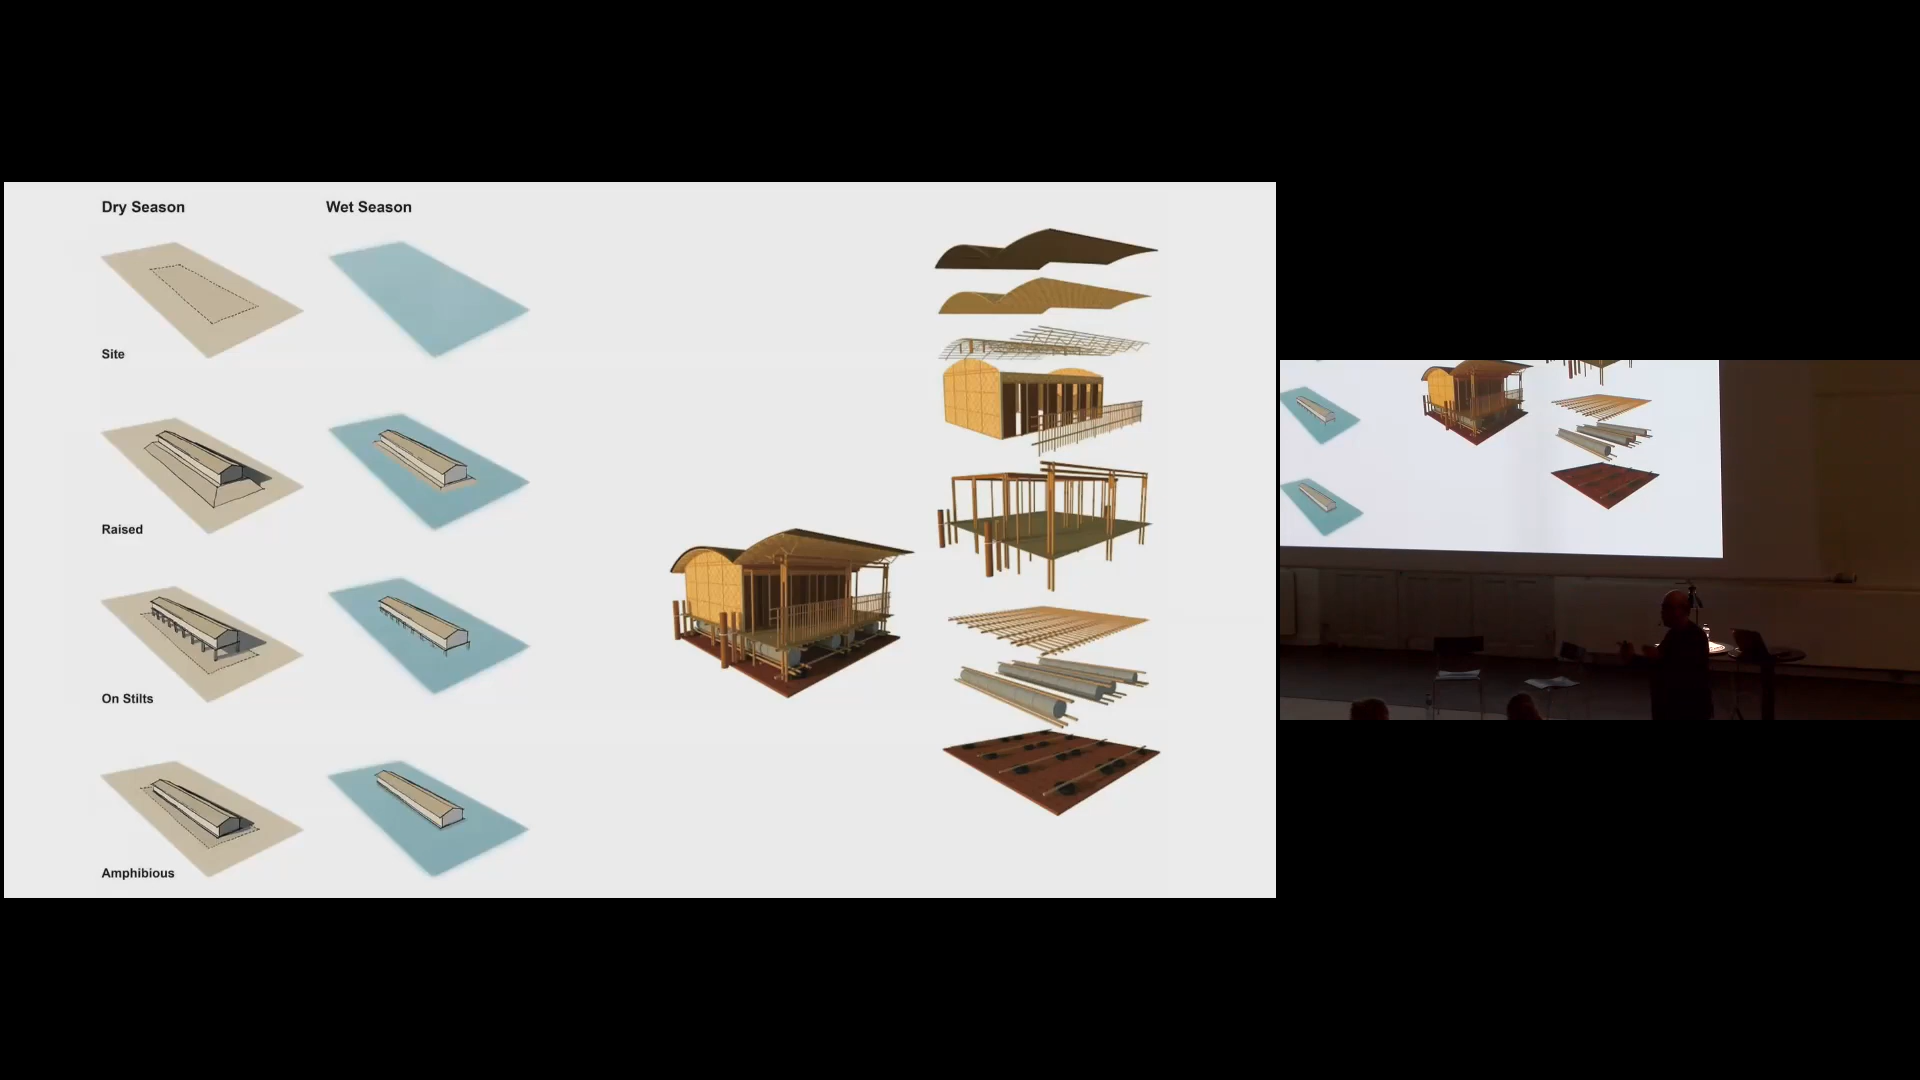 Dry Season
Wet Season
Site
Raised
On Stilts
Amphibious